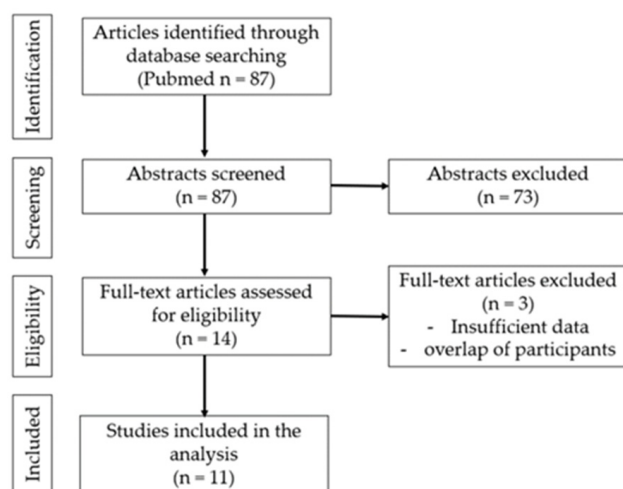 Identification
Articles identified through
database searching
(Pubmed n = 87)
Screening
Abstracts screened
(n = 87)
Abstracts excluded
(n = 73)
Eligibility
Full-text articles assessed
for eligibility
(n = 14)
Full-text articles excluded
(n = 3)
- Insufficient data
- overlap of participants
Included
Studies included in the
analysis
(n = 11)